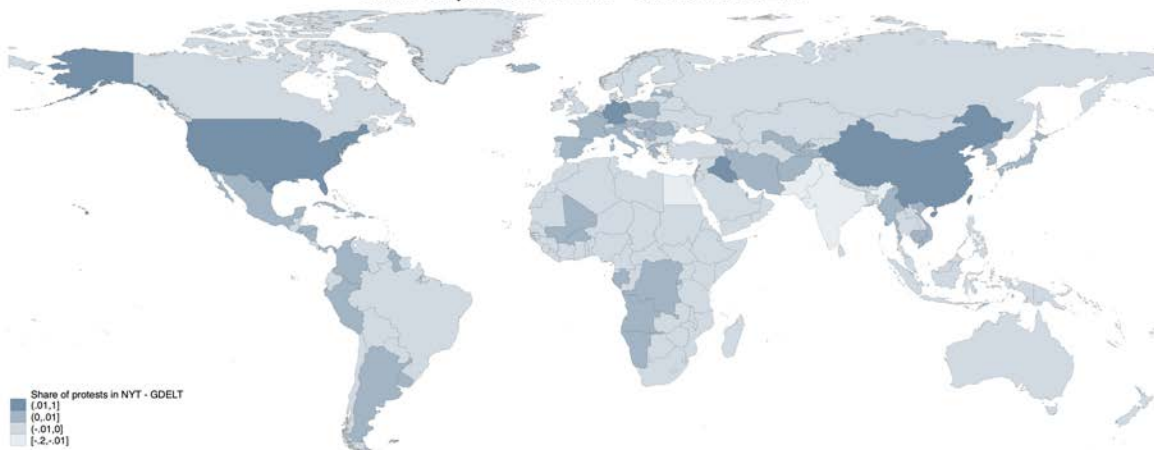 Share of protests in NYT - GDELT
(.01,1]
(0,.01]
(-.01,0]
[-.2,-.01]